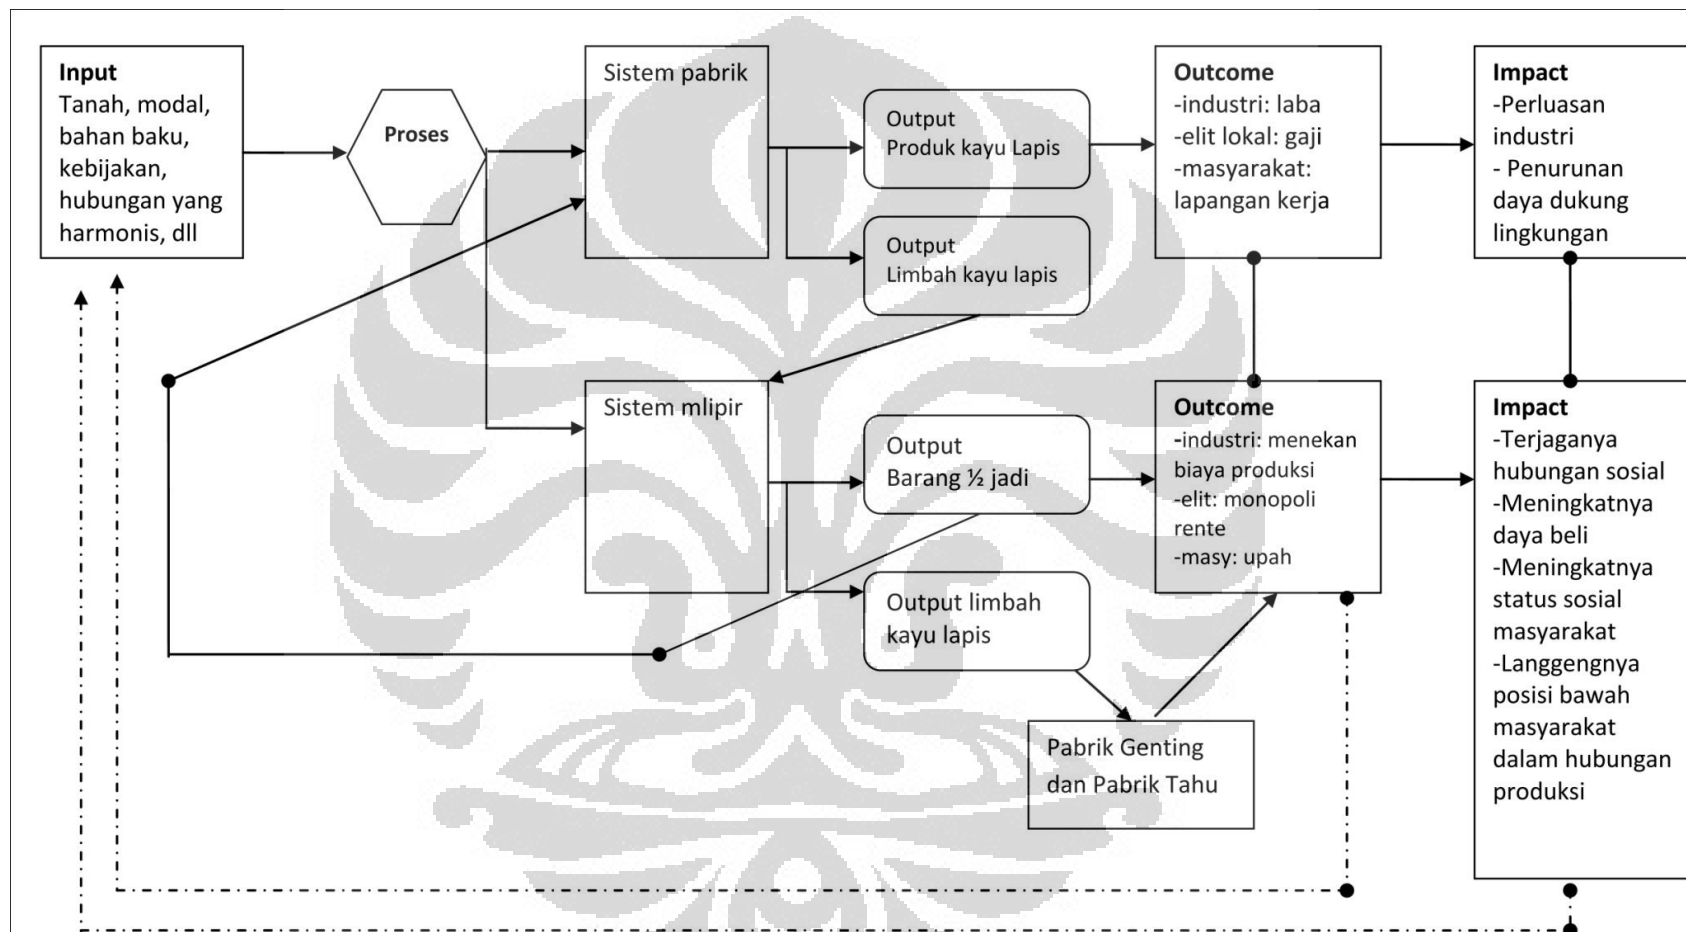 Input
Tanah, modal,
bahan baku,
kebijakan,
hubungan yang
harmonis, dll
Proses
Sistem pabrik
Output
Produk kayu Lapis
Output
Limbah kayu lapis
Outcome
-industri: laba
-elit lokal: gaji
-masyarakat:
lapangan kerja
Impact
-Perluasan
industri
- Penurunan
daya dukung
lingkungan
Sistem mlipir
Output
Barang ½ jadi
Output limbah
kayu lapis
Pabrik Genting
dan Pabrik Tahu
Outcome
-industri: menekan
biaya produksi
-elit: monopoli
rente
-masy: upah
Impact
-Terjaganya
hubungan sosial
-Meningkatnya
daya beli
-Meningkatnya
status sosial
masyarakat
-Langgengnya
posisi bawah
masyarakat
dalam hubungan
produksi